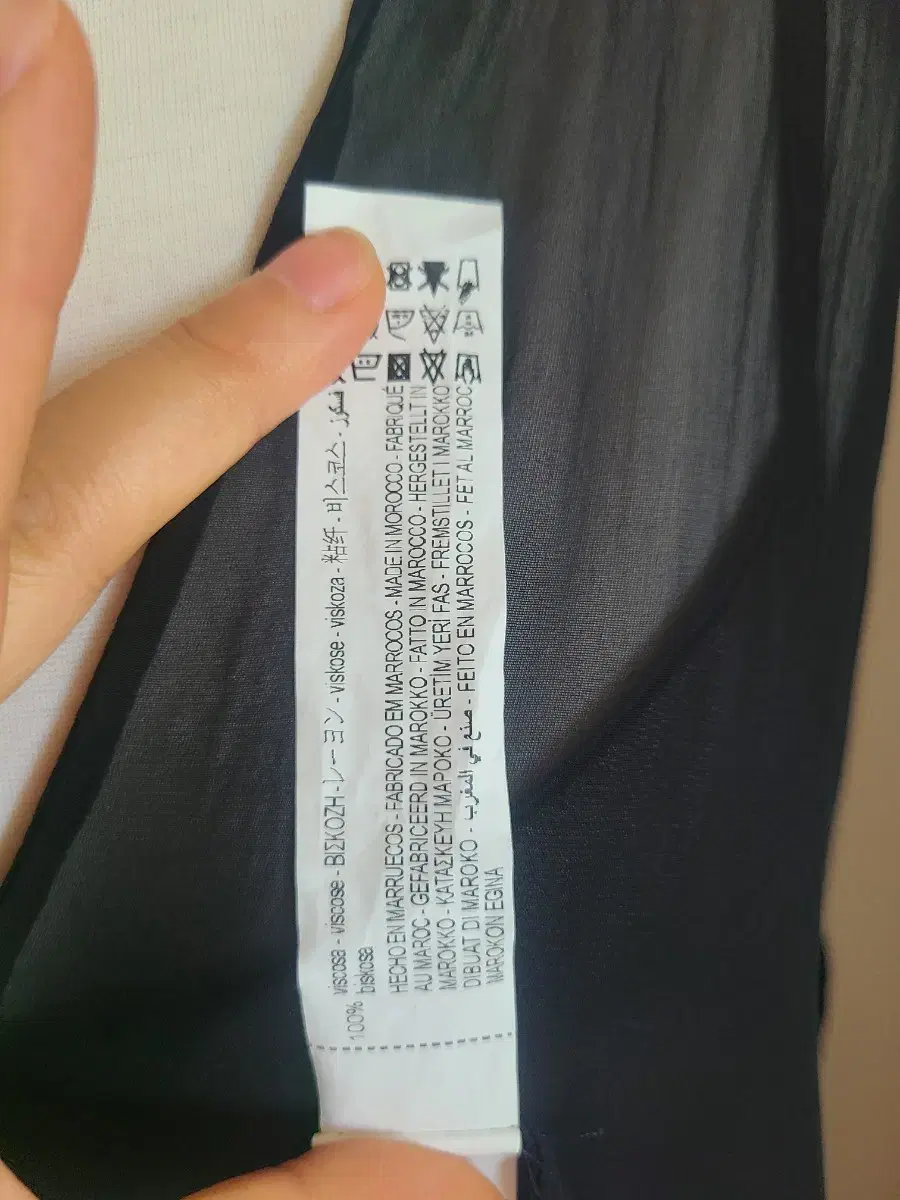 100% viscosa - viscose - ΒΙΣΚΟΖΗ - レーヨン - viskose - viskoza - 粘纤 - 비스코스 -
biskosa
HECHO EN MARRUECOS - FABRICADO EM MARROCOS - MADE IN MOROCCO - FABRIQUÉ
AU MAROC - GEFABRICEERD IN MAROKKO - FATTO IN MAROCCO - HERGESTELLT IN
MAROKKO - ΚΑΤΑΣΚΕΥΗ ΜΑΡΟΚΟ - ÜRETİM YERİ FAS - FREMSTILLET I MAROKKO
DIBUAT DI MAROKO - صنع في المغرب - FEITO EN MARROCOS - FET AL MARROC
MAROKON EGINA